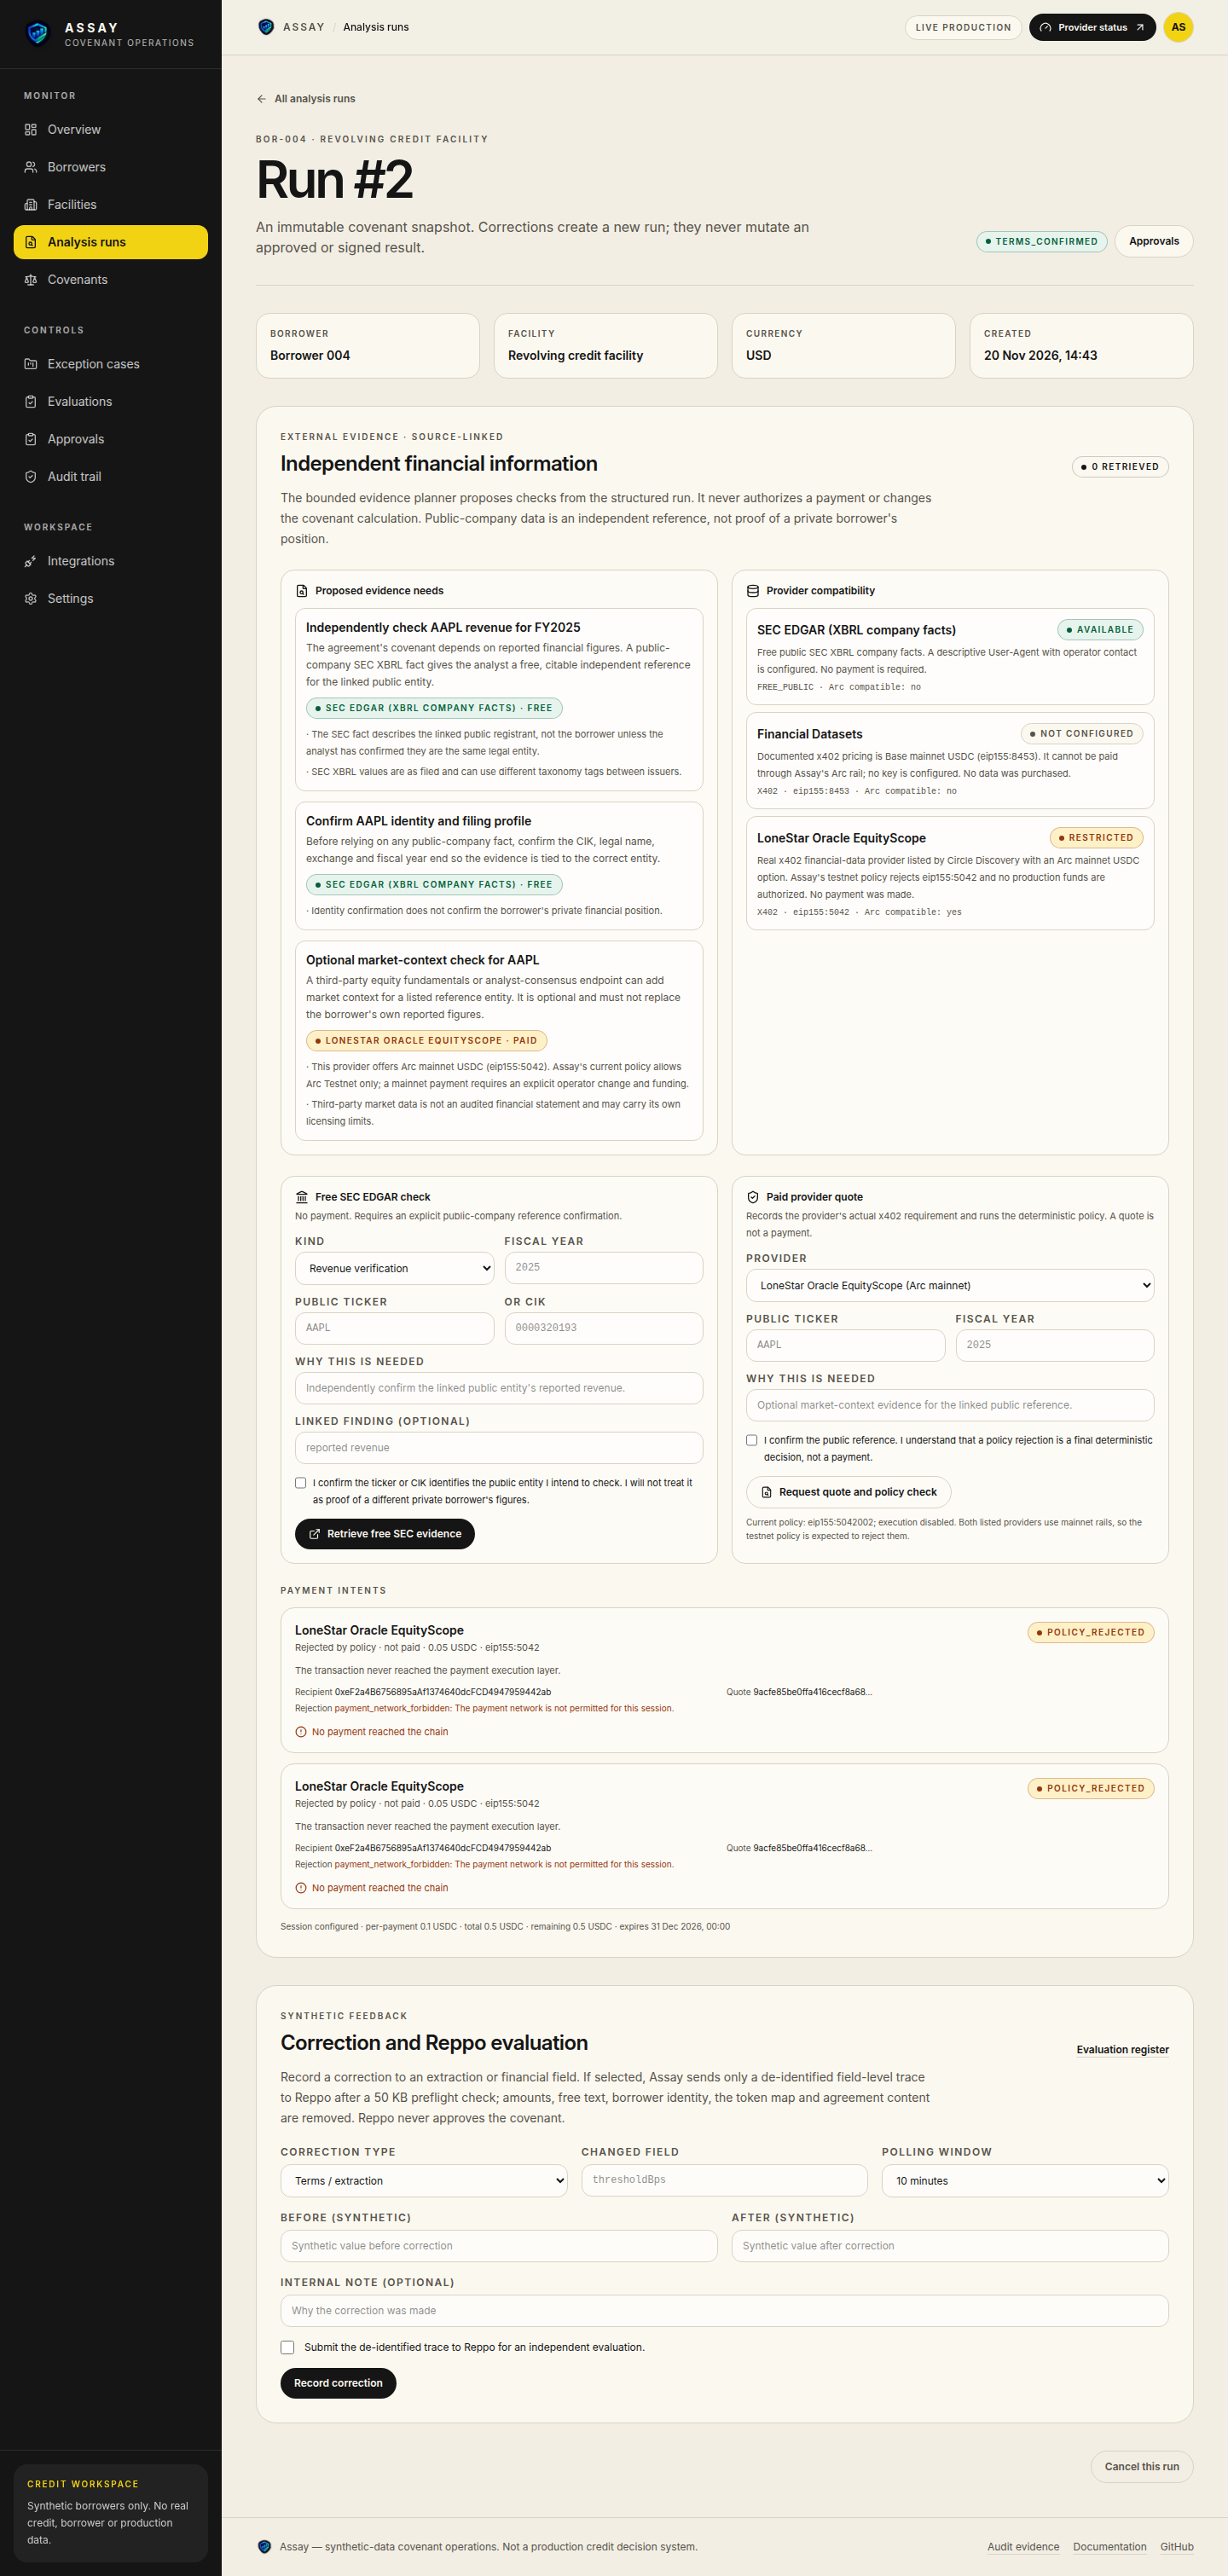 ASSAY
COVENANT OPERATIONS
MONITOR
Overview
Borrowers
Facilities
Analysis runs
Covenants
CONTROLS
Exception cases
Evaluations
Approvals
Audit trail
WORKSPACE
Integrations
Settings
CREDIT WORKSPACE
Synthetic borrowers only. No real
credit, borrower or production
data.
ASSAY / Analysis runs
LIVE PRODUCTION
Provider status
AS
All analysis runs
BOR-004 · REVOLVING CREDIT FACILITY
Run #2
An immutable covenant snapshot. Corrections create a new run; they never mutate an
approved or signed result.
TERMS_CONFIRMED
Approvals
BORROWER
Borrower 004
FACILITY
Revolving credit facility
CURRENCY
USD
CREATED
20 Nov 2026, 14:43
EXTERNAL EVIDENCE · SOURCE-LINKED
Independent financial information
0 RETRIEVED
The bounded evidence planner proposes checks from the structured run. It never authorizes a payment or changes
the covenant calculation. Public-company data is an independent reference, not proof of a private borrower's
position.
Proposed evidence needs
Independently check AAPL revenue for FY2025
The agreement's covenant depends on reported financial figures. A public-
company SEC XBRL fact gives the analyst a free, citable independent reference
for the linked public entity.
SEC EDGAR (XBRL COMPANY FACTS) · FREE
· The SEC fact describes the linked public registrant, not the borrower unless the
analyst has confirmed they are the same legal entity.
· SEC XBRL values are as filed and can use different taxonomy tags between issuers.
Confirm AAPL identity and filing profile
Before relying on any public-company fact, confirm the CIK, legal name,
exchange and fiscal year end so the evidence is tied to the correct entity.
SEC EDGAR (XBRL COMPANY FACTS) · FREE
· Identity confirmation does not confirm the borrower's private financial position.
Optional market-context check for AAPL
A third-party equity fundamentals or analyst-consensus endpoint can add
market context for a listed reference entity. It is optional and must not replace
the borrower's own reported figures.
LONESTAR ORACLE EQUITYSCOPE · PAID
· This provider offers Arc mainnet USDC (eip155:5042). Assay's current policy allows
Arc Testnet only; a mainnet payment requires an explicit operator change and funding.
· Third-party market data is not an audited financial statement and may carry its own
licensing limits.
Provider compatibility
SEC EDGAR (XBRL company facts)
AVAILABLE
Free public SEC XBRL company facts. A descriptive User-Agent with operator contact
is configured. No payment is required.
FREE_PUBLIC · Arc compatible: no
Financial Datasets
NOT CONFIGURED
Documented x402 pricing is Base mainnet USDC (eip155:8453). It cannot be paid
through Assay's Arc rail; no key is configured. No data was purchased.
X402 · eip155:8453 · Arc compatible: no
LoneStar Oracle EquityScope
RESTRICTED
Real x402 financial-data provider listed by Circle Discovery with an Arc mainnet USDC
option. Assay's testnet policy rejects eip155:5042 and no production funds are
authorized. No payment was made.
X402 · eip155:5042 · Arc compatible: yes
Free SEC EDGAR check
No payment. Requires an explicit public-company reference confirmation.
KIND
FISCAL YEAR
Revenue verification
2025
PUBLIC TICKER
OR CIK
AAPL
0000320193
WHY THIS IS NEEDED
Independently confirm the linked public entity's reported revenue.
LINKED FINDING (OPTIONAL)
reported revenue
I confirm the ticker or CIK identifies the public entity I intend to check. I will not treat it
as proof of a different private borrower's figures.
Retrieve free SEC evidence
Paid provider quote
Records the provider's actual x402 requirement and runs the deterministic policy. A quote is
not a payment.
PROVIDER
LoneStar Oracle EquityScope (Arc mainnet)
PUBLIC TICKER
FISCAL YEAR
AAPL
2025
WHY THIS IS NEEDED
Optional market-context evidence for the linked public reference.
I confirm the public reference. I understand that a policy rejection is a final deterministic
decision, not a payment.
Request quote and policy check
Current policy: eip155:5042002; execution disabled. Both listed providers use mainnet rails, so the
testnet policy is expected to reject them.
PAYMENT INTENTS
LoneStar Oracle EquityScope
POLICY_REJECTED
Rejected by policy · not paid · 0.05 USDC · eip155:5042
The transaction never reached the payment execution layer.
Recipient 0xeF2a4B6756895aAf1374640dcFCD4947959442ab
Quote 9acfe85be0ffa416cecf8a68...
Rejection payment_network_forbidden: The payment network is not permitted for this session.
No payment reached the chain
LoneStar Oracle EquityScope
POLICY_REJECTED
Rejected by policy · not paid · 0.05 USDC · eip155:5042
The transaction never reached the payment execution layer.
Recipient 0xeF2a4B6756895aAf1374640dcFCD4947959442ab
Quote 9acfe85be0ffa416cecf8a68...
Rejection payment_network_forbidden: The payment network is not permitted for this session.
No payment reached the chain
Session configured · per-payment 0.1 USDC · total 0.5 USDC · remaining 0.5 USDC · expires 31 Dec 2026, 00:00
SYNTHETIC FEEDBACK
Correction and Reppo evaluation
Evaluation register
Record a correction to an extraction or financial field. If selected, Assay sends only a de-identified field-level trace
to Reppo after a 50 KB preflight check; amounts, free text, borrower identity, the token map and agreement content
are removed. Reppo never approves the covenant.
CORRECTION TYPE
CHANGED FIELD
POLLING WINDOW
Terms / extraction
thresholdBps
10 minutes
BEFORE (SYNTHETIC)
AFTER (SYNTHETIC)
Synthetic value before correction
Synthetic value after correction
INTERNAL NOTE (OPTIONAL)
Why the correction was made
Submit the de-identified trace to Reppo for an independent evaluation.
Record correction
Cancel this run
Assay — synthetic-data covenant operations. Not a production credit decision system.
Audit evidence
Documentation
GitHub